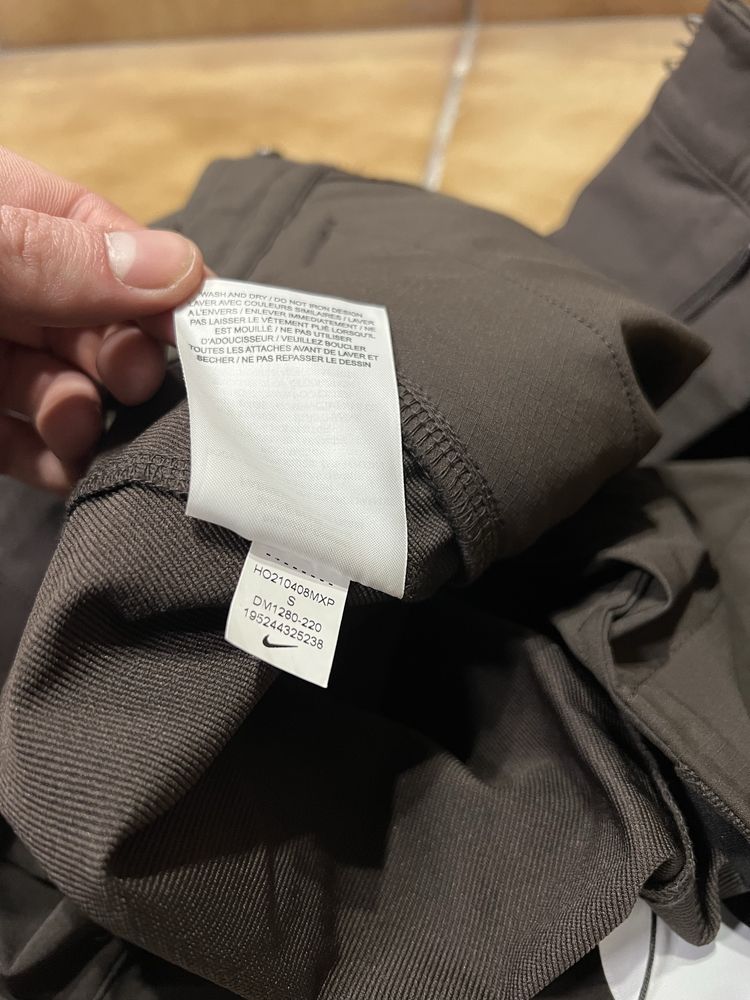 WASH AND DRY / DO NOT IRON DESIGN
LAVER AVEC COULEURS SIMILAIRES / LAVER
À L'ENVERS / ENLEVER IMMÉDIATEMENT / NE
PAS LAISSER LE VÊTEMENT PLIÉ LORSQU'IL
EST MOUILLÉ / NE PAS UTILISER
D'ADOUCISSEUR / VEUILLEZ BOUCLER
TOUTES LES ATTACHES AVANT DE LAVER ET
SÉCHER / NE PAS REPASSER LE DESSIN
HO210408MXP
S
DM1280-220
195244325238